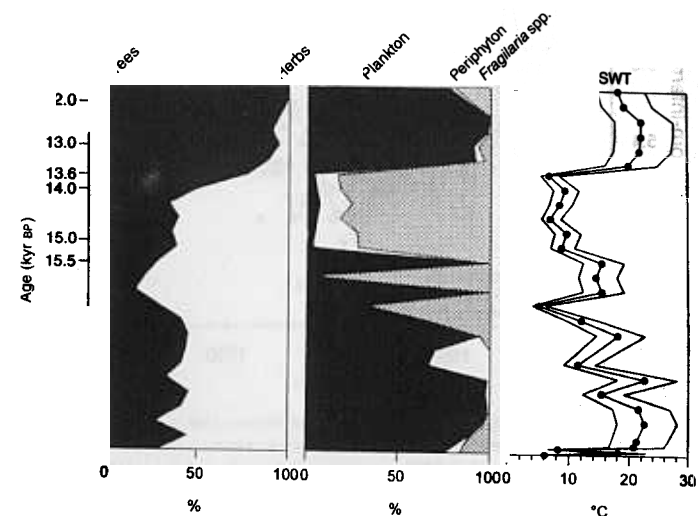 .ees
Herbs
Plankton
Periphyton
Fragilaria spp.
SWT
Age (kyr BP)
2.0
13.0
13.6
14.0
15.0
15.5
0 50 100 0 50 100 0 10 20 30
% % °C